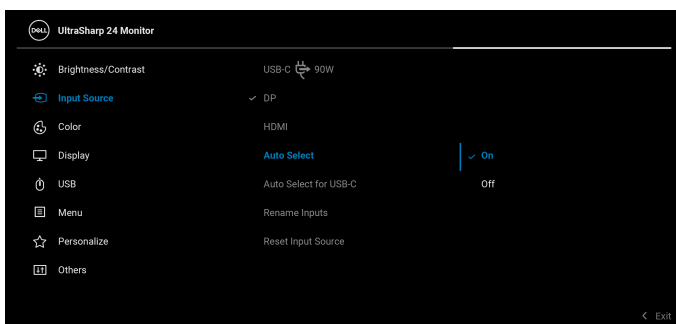 DELL UltraSharp 24 Monitor
Brightness/Contrast USB-C 90W
Input Source DP
Color HDMI
Display Auto Select On
USB Auto Select for USB-C Off
Menu Rename Inputs
Personalize Reset Input Source
Others
Exit